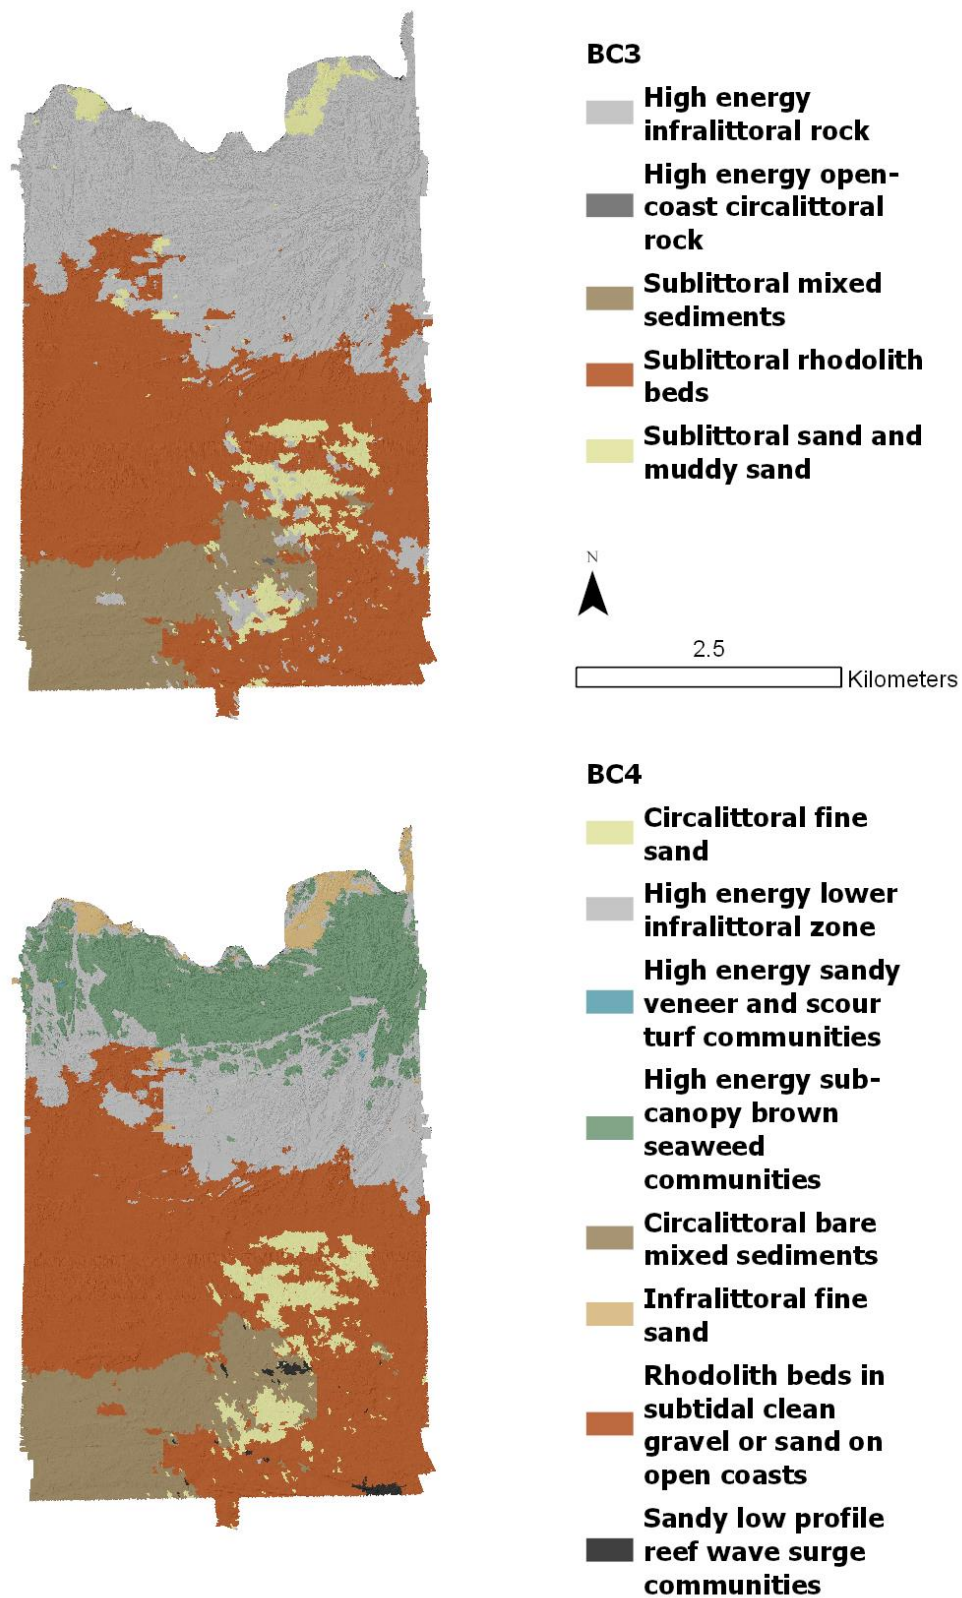 BC3
High energy
infralittoral rock
High energy open-
coast circalittoral
rock
Sublittoral mixed
sediments
Sublittoral rhodolith
beds
Sublittoral sand and
muddy sand
N
2.5
Kilometers
BC4
Circalittoral fine
sand
High energy lower
infralittoral zone
High energy sandy
veneer and scour
turf communities
High energy sub-
canopy brown
seaweed
communities
Circalittoral bare
mixed sediments
Infralittoral fine
sand
Rhodolith beds in
subtidal clean
gravel or sand on
open coasts
Sandy low profile
reef wave surge
communities